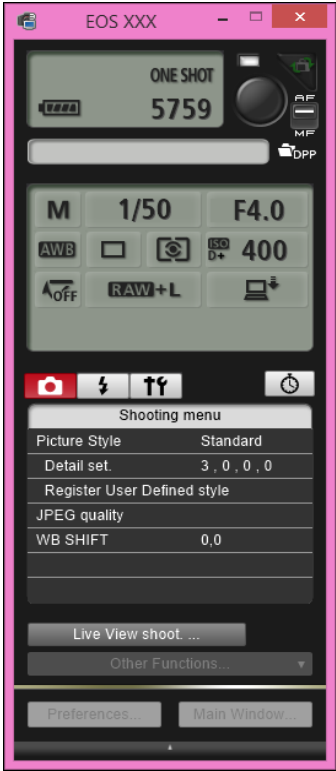 EOS XXX
ONE SHOT
5759
AF
MF
DPP
M 1/50 F4.0
AWB ISO D+ 400
OFF RAW+L
Shooting menu
Picture Style Standard
Detail set. 3 , 0 , 0 , 0
Register User Defined style
JPEG quality
WB SHIFT 0,0
Live View shoot. ...
Other Functions...
Preferences... Main Window...